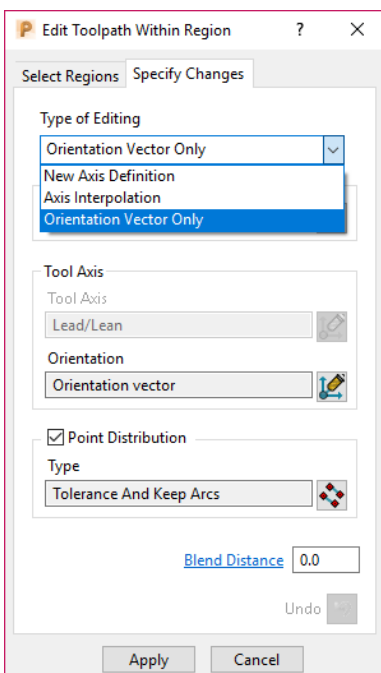 Edit Toolpath Within Region ? ×
Select Regions Specify Changes
Type of Editing
Orientation Vector Only
New Axis Definition
Axis Interpolation
Orientation Vector Only
Tool Axis
Tool Axis
Lead/Lean
Orientation
Orientation vector
Point Distribution
Type
Tolerance And Keep Arcs
Blend Distance 0.0
Undo
Apply Cancel